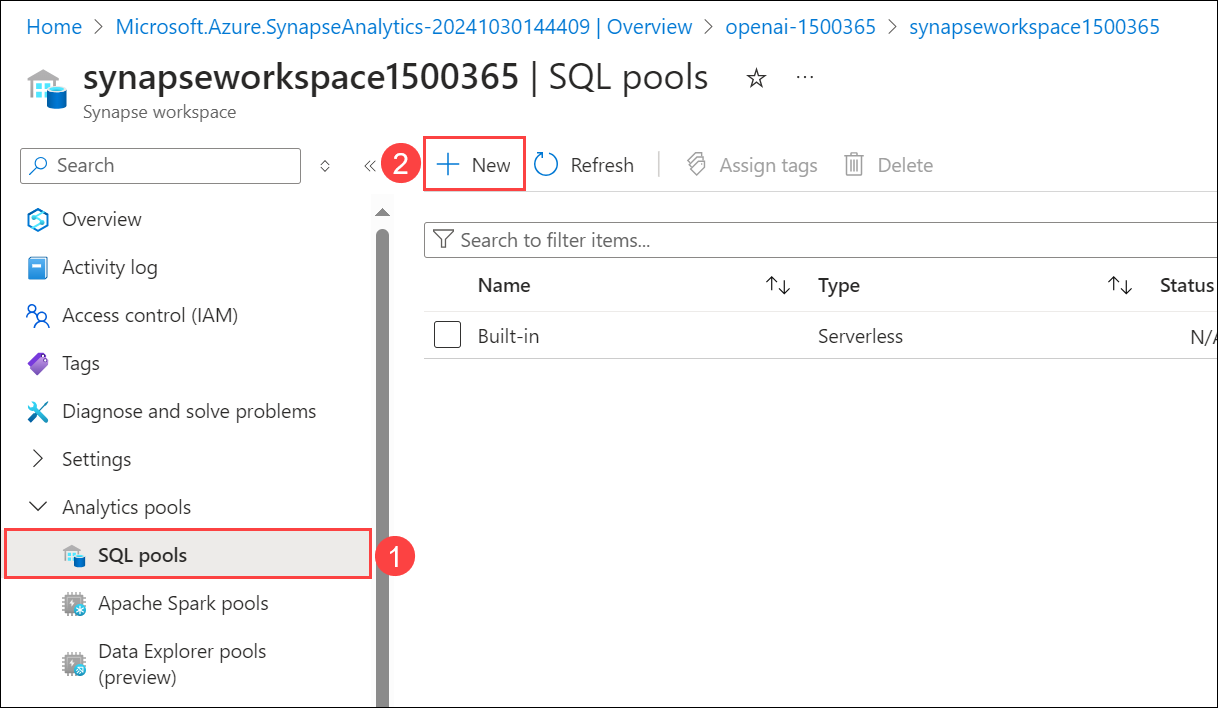 Home > Microsoft.Azure.SynapseAnalytics-20241030144409 | Overview > openai-1500365 > synapseworkspace1500365
synapseworkspace1500365 | SQL pools ☆ ...
Synapse workspace
Search « 2 + New Refresh Assign tags Delete
Overview
Search to filter items...
Activity log
Name ↑↓ Type ↑↓ Status
Access control (IAM)
Built-in Serverless N/A
Tags
Diagnose and solve problems
Settings
Analytics pools
SQL pools 1
Apache Spark pools
Data Explorer pools
(preview)